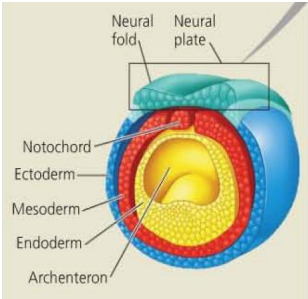 Neural
fold
Neural
plate
Notochord
Ectoderm
Mesoderm
Endoderm
Archenteron